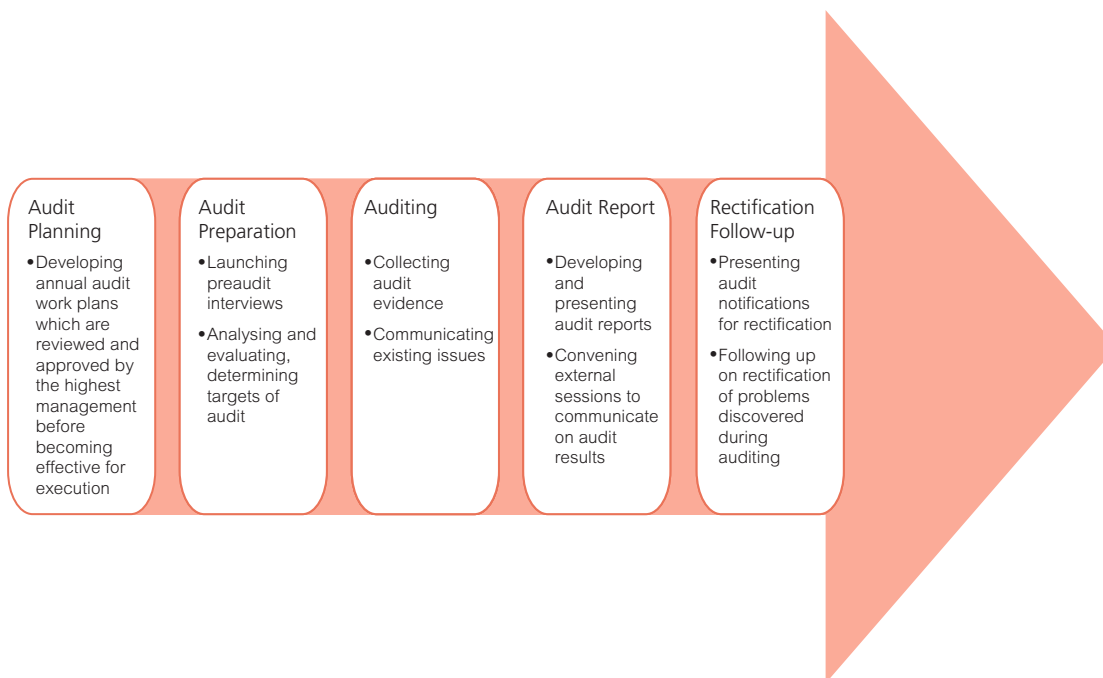 Audit
Planning
•Developing
annual audit
work plans
which are
reviewed and
approved by
the highest
management
before
becoming
effective for
execution
Audit
Preparation
•Launching
preaudit
interviews
•Analysing and
evaluating,
determining
targets of
audit
Auditing
•Collecting
audit
evidence
•Communicating
existing issues
Audit Report
•Developing
and
presenting
audit reports
•Convening
external
sessions to
communicate
on audit
results
Rectification
Follow-up
•Presenting
audit
notifications
for rectification
•Following up
on rectification
of problems
discovered
during
auditing